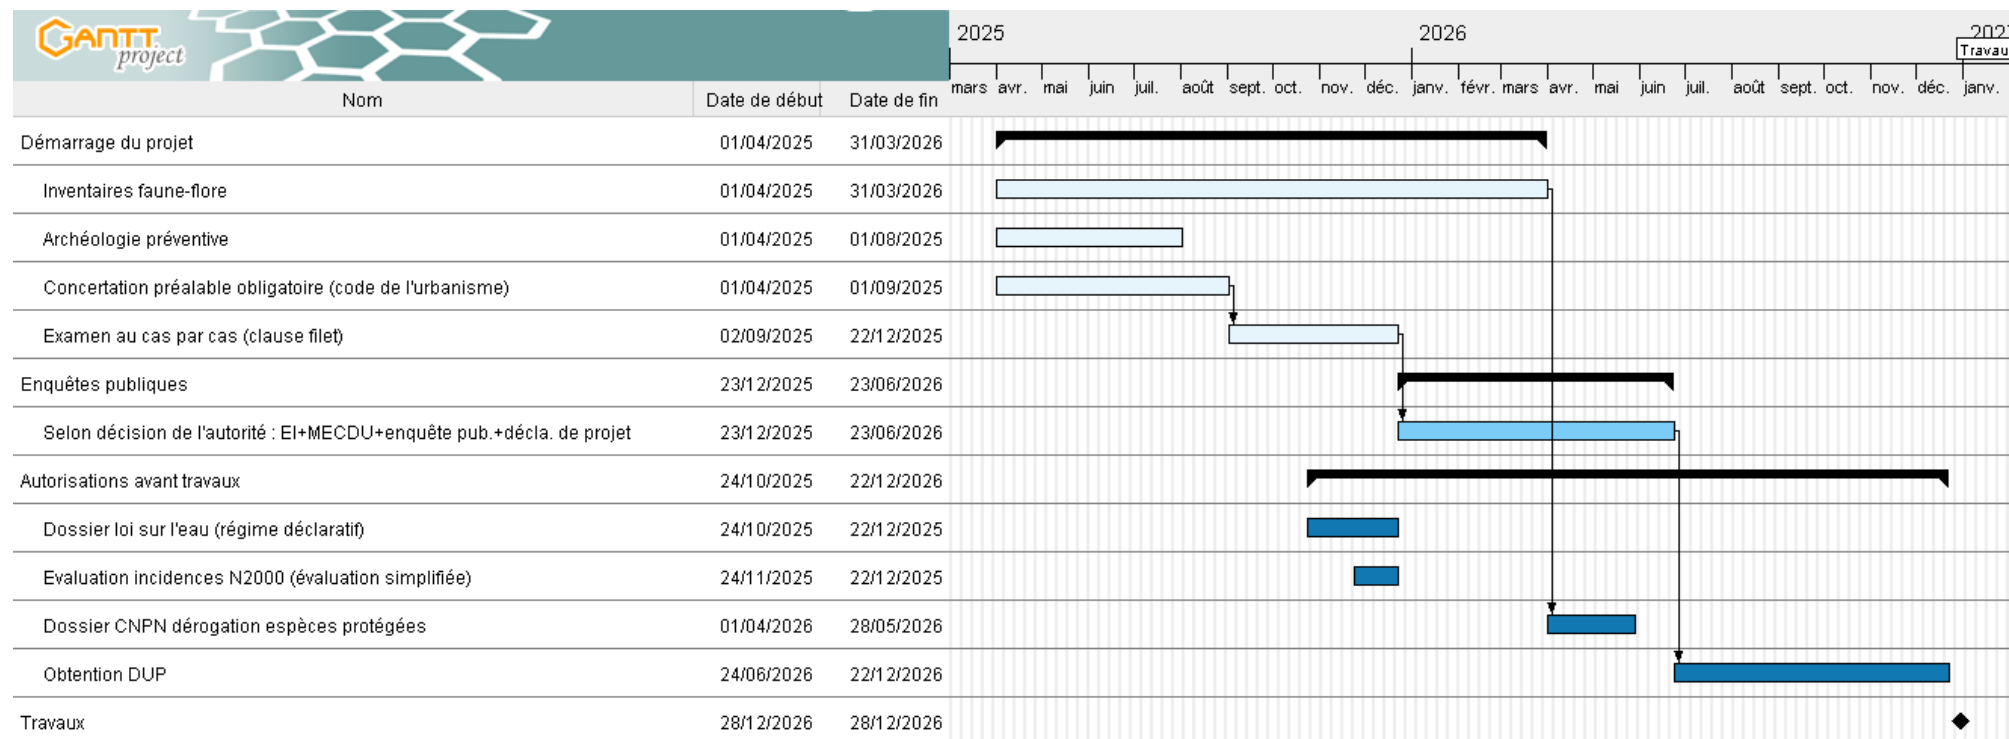 GANTT
project
2025 2026 202
Travau
mars avr. mai juin juil. août sept. oct. nov. déc. janv. févr. mars avr. mai juin juil. août sept. oct. nov. déc. janv.
Nom Date de début Date de fin
Démarrage du projet 01/04/2025 31/03/2026
Inventaires faune-flore 01/04/2025 31/03/2026
Archéologie préventive 01/04/2025 01/08/2025
Concertation préalable obligatoire (code de l'urbanisme) 01/04/2025 01/09/2025
Examen au cas par cas (clause filet) 02/09/2025 22/12/2025
Enquêtes publiques 23/12/2025 23/06/2026
Selon décision de l'autorité : EI+MECDU+enquête pub.+décla. de projet 23/12/2025 23/06/2026
Autorisations avant travaux 24/10/2025 22/12/2026
Dossier loi sur l'eau (régime déclaratif) 24/10/2025 22/12/2025
Evaluation incidences N2000 (évaluation simplifiée) 24/11/2025 22/12/2025
Dossier CNPN dérogation espèces protégées 01/04/2026 28/05/2026
Obtention DUP 24/06/2026 22/12/2026
Travaux 28/12/2026 28/12/2026